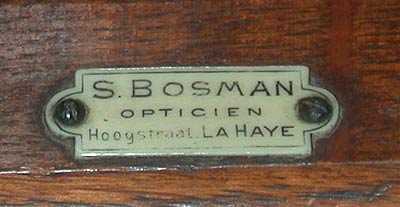 S. BOSMAN
OPTICIEN
Hoogstraat. LA HAYE